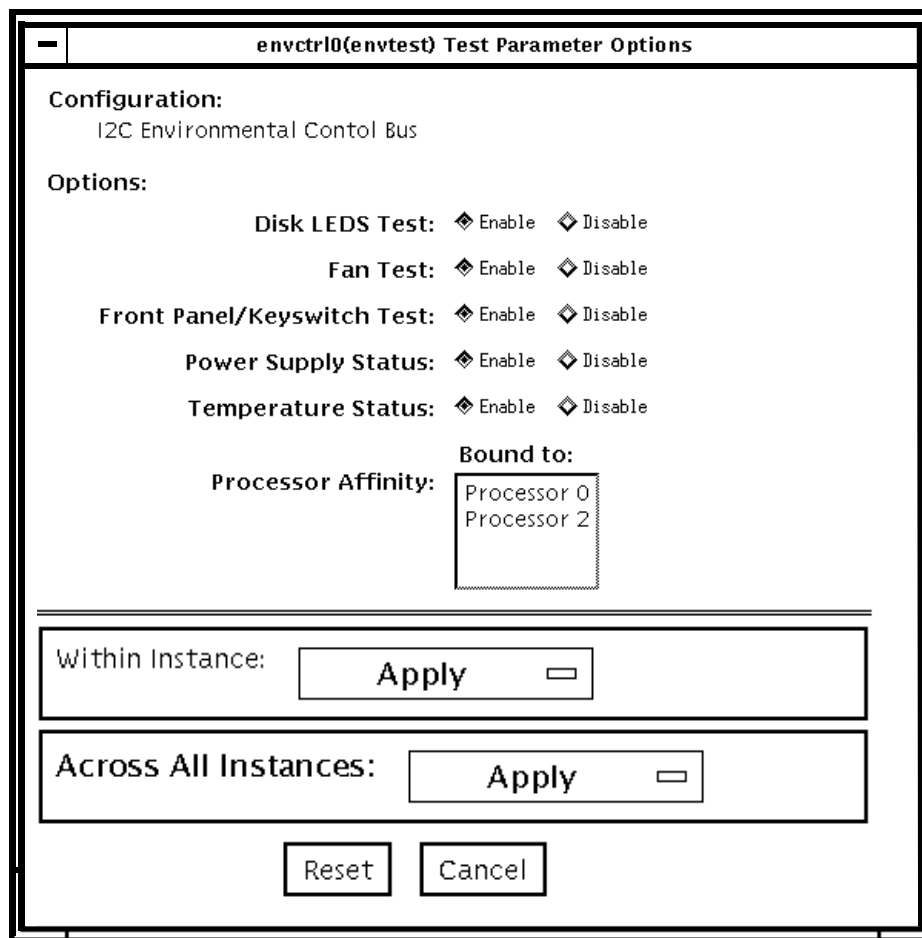 envctrl0(envtest) Test Parameter Options
Configuration:
I2C Environmental Contol Bus
Options:
Disk LEDS Test: Enable Disable
Fan Test: Enable Disable
Front Panel/Keyswitch Test: Enable Disable
Power Supply Status: Enable Disable
Temperature Status: Enable Disable
Bound to:
Processor Affinity:
Processor 0
Processor 2
Within Instance: Apply
Across All Instances: Apply
Reset Cancel